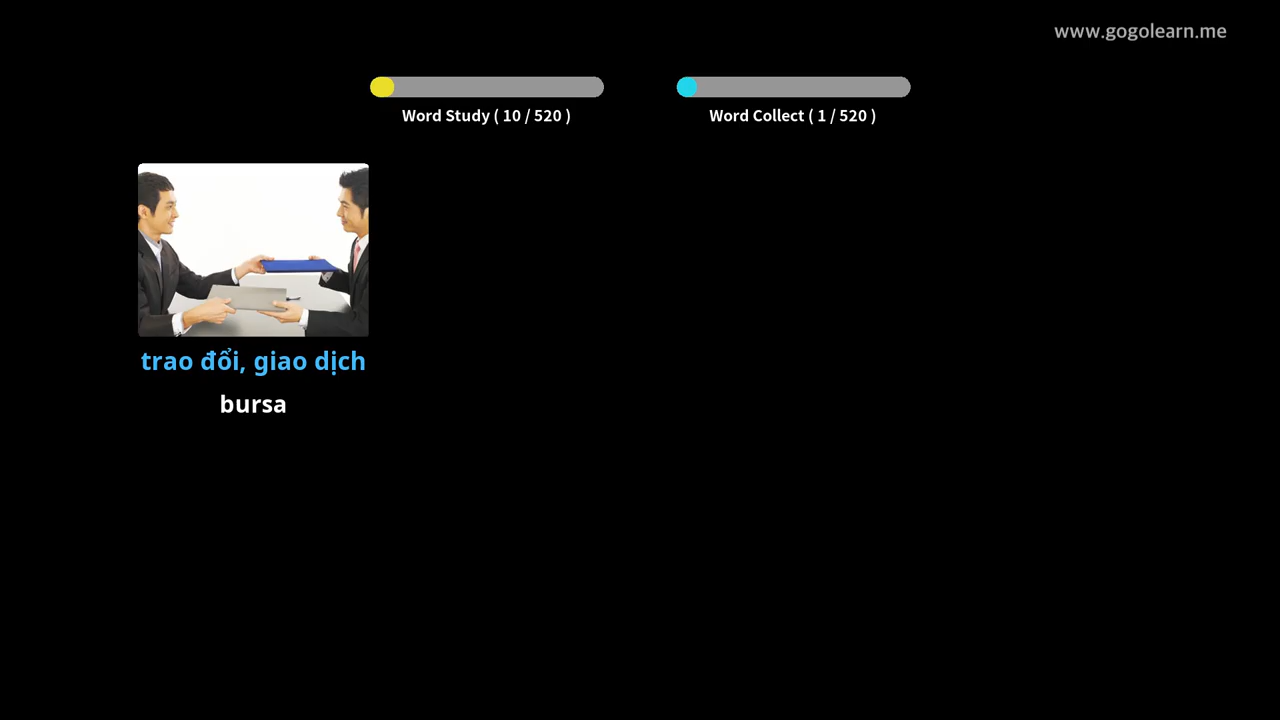 www.gogolearn.me
Word Study ( 10 / 520 )
Word Collect ( 1 / 520 )
trao đổi, giao dịch
bursa